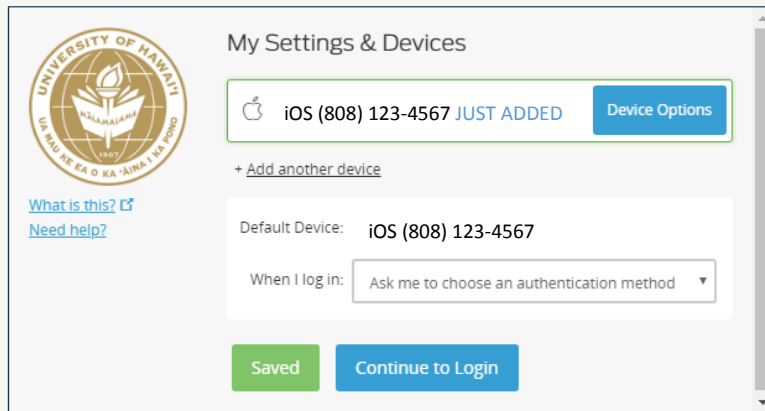 UNIVERSITY OF HAWAI'I
MĀLAMALAMA
1907
UA MAU KE EA O KA ʻĀINA I KA PONO
What is this?
Need help?
My Settings & Devices
iOS (808) 123-4567 JUST ADDED
Device Options
+ Add another device
Default Device: iOS (808) 123-4567
When I log in: Ask me to choose an authentication method
Saved
Continue to Login